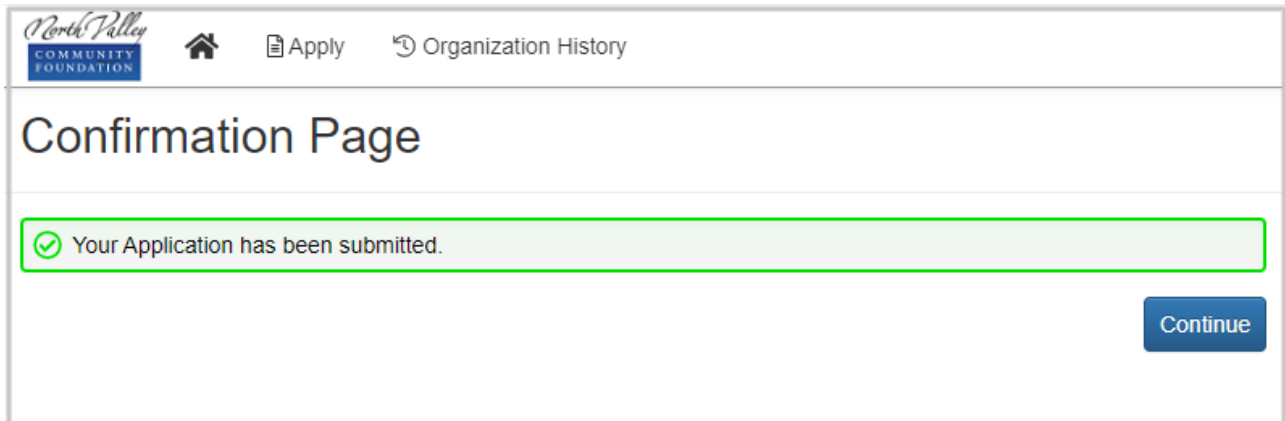 North Valley
COMMUNITY
FOUNDATION
Apply
Organization History
Confirmation Page
Your Application has been submitted.
Continue